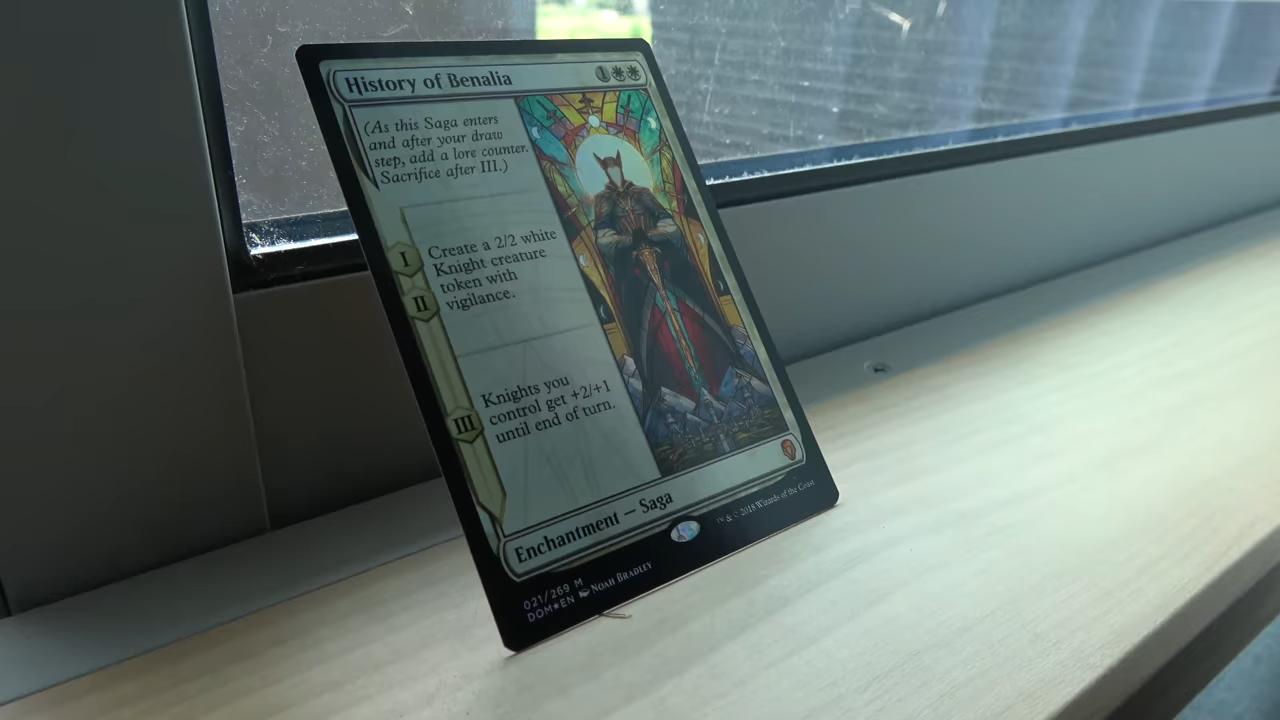 History of Benalia 1
(As this Saga enters
and after your draw
step, add a lore counter.
Sacrifice after III.)
I
II
Create a 2/2 white
Knight creature
token with
vigilance.
III
Knights you
control get +2/+1
until end of turn.
Enchantment — Saga
021/269 M
DOM★EN Noah Bradley
™ & © 2018 Wizards of the Coast